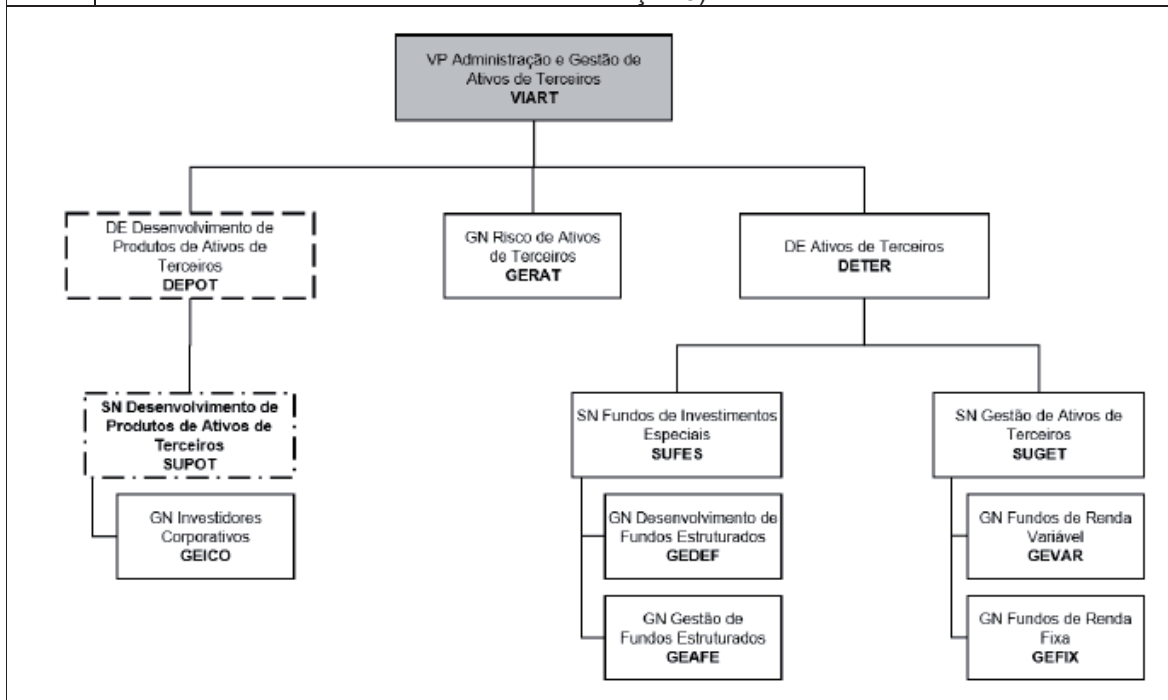 VP Administração e Gestão de
Ativos de Terceiros
VIART
DE Desenvolvimento de
Produtos de Ativos de
Terceiros
DEPOT
GN Risco de Ativos
de Terceiros
GERAT
DE Ativos de Terceiros
DETER
SN Desenvolvimento de
Produtos de Ativos de
Terceiros
SUPOT
GN Investidores
Corporativos
GEICO
SN Fundos de Investimentos
Especiais
SUFES
GN Desenvolvimento de
Fundos Estruturados
GEDEF
GN Gestão de
Fundos Estruturados
GEAFE
SN Gestão de Ativos de
Terceiros
SUGET
GN Fundos de Renda
Variável
GEVAR
GN Fundos de Renda
Fixa
GEFIX